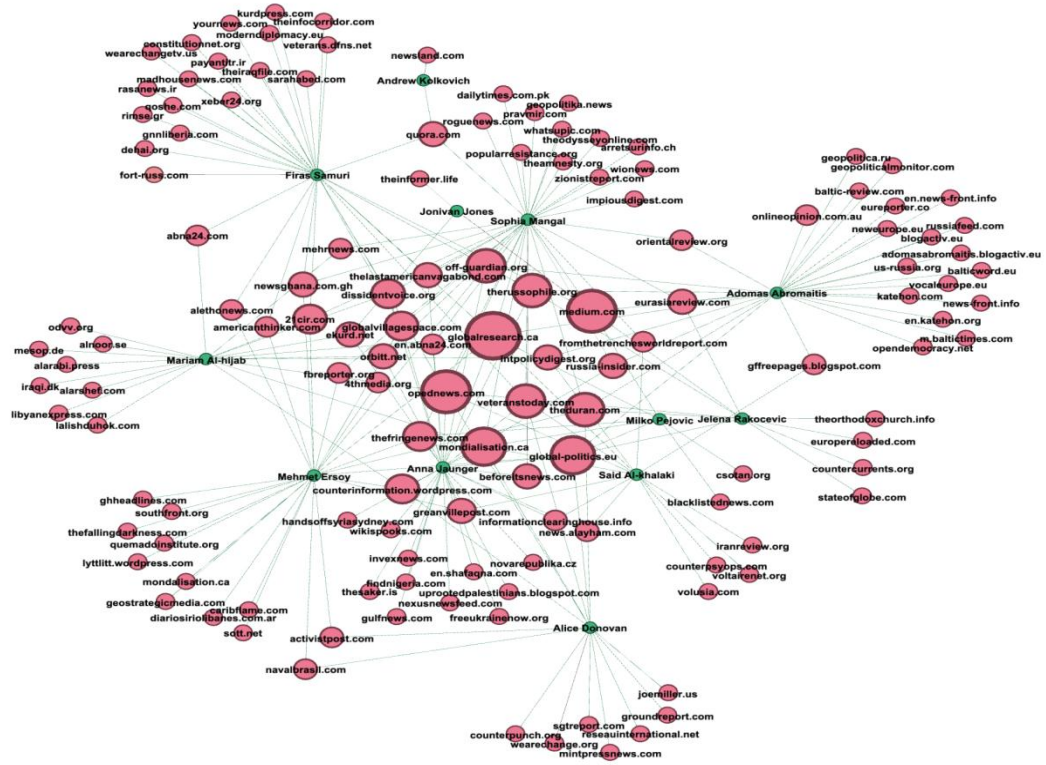 kurdpress.com
yournews.com
theinfocorridor.com
moderndiplomacy.eu
constitutionnet.org
veterans.dfns.net
wearechangetv.us
payantltr.ir
theiraqfile.com
madhousenews.com
sarahabed.com
rasanews.ir
qoshe.com
xeber24.org
rimse.gr
gnnliberia.com
dehai.org
fort-russ.com
Firas Samuri
newsland.com
Andrew Kolkovich
quora.com
theinformer.life
dailytimes.com.pk
geopolitika.news
pravmir.com
roguenews.com
whatsupic.com
theodysseyonline.com
arretsurinfo.ch
popularresistance.org
theamnesty.org
wionews.com
zionistreport.com
impiousdigest.com
Jonivan Jones
Sophia Mangal
orientalreview.org
geopolitica.ru
geopoliticalmonitor.com
baltic-review.com
en.news-front.info
eureporter.co
onlineopinion.com.au
neweurope.eu
russiafeed.com
blogactiv.eu
adomasabromaitis.blogactiv.eu
us-russia.org
balticword.eu
vocaleurope.eu
katehon.com
news-front.info
Adomas Abromaitis
en.katehon.org
m.baltictimes.com
opendemocracy.net
gffreepages.blogspot.com
abna24.com
mehrnews.com
off-guardian.org
thelastamericanvagabond.com
newsghana.com.gh
dissidentvoice.org
therussophile.org
medium.com
eurasiareview.com
alethonews.com
21cir.com
americanthinker.com
globalvillagespace.com
ekurd.net
globalresearch.ca
en.abna24.com
fromthetrenchesworldreport.com
orbitt.net
intpolicydigest.org
russia-insider.com
odvv.org
alnoor.se
mesop.de
Mariam Al-hijab
alarabi.press
iraqi.dk
alarshef.com
libyanexpress.com
lalishduhok.com
fbreporter.org
4thmedia.org
opednews.com
veteranstoday.com
theduran.com
Milko Pejovic
Jelena Rakocevic
theorthodoxchurch.info
europereloaded.com
countercurrents.org
stateofglobe.com
thefringenews.com
mondialisation.ca
global-politics.eu
Mehmet Ersoy
Anna Jaunger
beforeitsnews.com
Said Al-khalaki
csotan.org
counterinformation.wordpress.com
blacklistednews.com
greanvillepost.com
ghheadlines.com
southfront.org
handsoffsyriasydney.com
wikispooks.com
informationclearinghouse.info
news.alayham.com
thefallingdarkness.com
quemadoinstitute.org
iranreview.org
counterpsyops.com
voltairenet.org
volusia.com
lyttlitt.wordpress.com
invexnews.com
novarepublika.cz
mondalisation.ca
en.shafaqna.com
findnigeria.com
thesaker.is
uprootedpalestinians.blogspot.com
geostrategicmedia.com
caribflame.com
nexusnewsfeed.com
diariosiriolibanes.com.ar
gulfnews.com
freeukrainenow.org
sott.net
activistpost.com
Alice Donovan
navalbrasil.com
joemiller.us
groundreport.com
sgtreport.com
counterpunch.org
reseauinternational.net
wearechange.org
mintpressnews.com